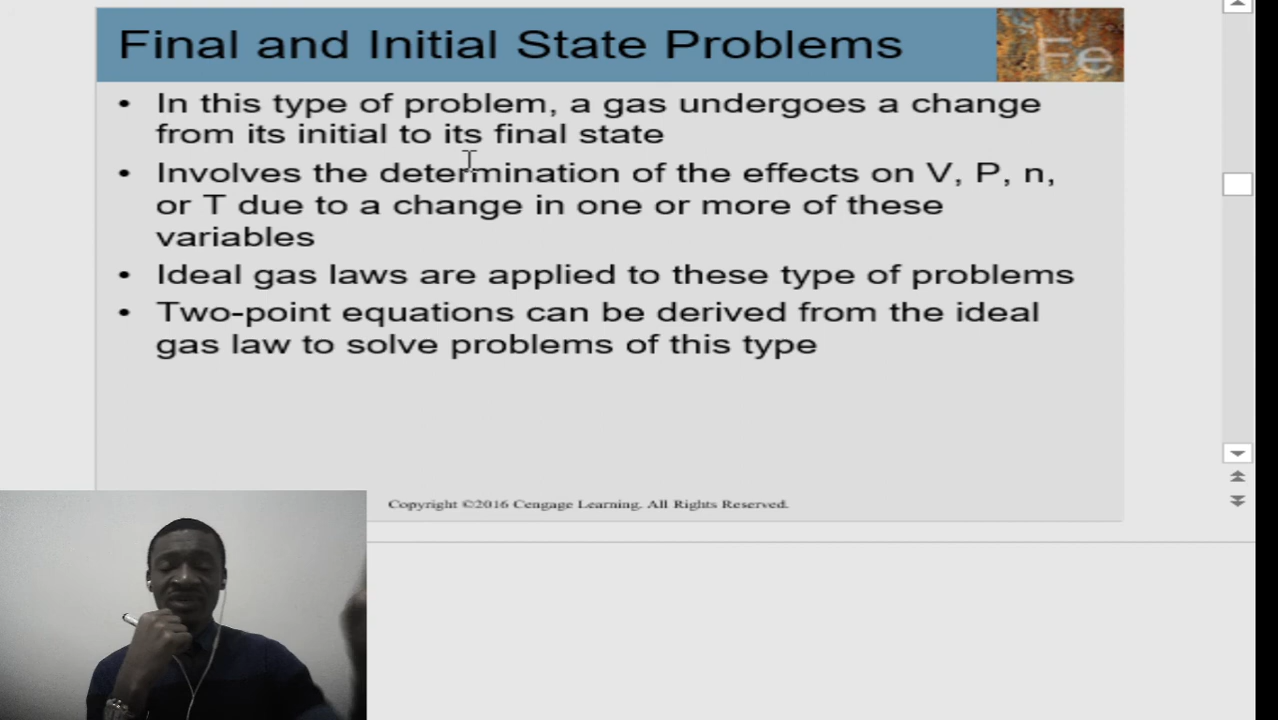 Final and Initial State Problems
Fe
• In this type of problem, a gas undergoes a change
from its initial to its final state
• Involves the determination of the effects on V, P, n,
or T due to a change in one or more of these
variables
• Ideal gas laws are applied to these type of problems
• Two-point equations can be derived from the ideal
gas law to solve problems of this type
Copyright ©2016 Cengage Learning. All Rights Reserved.